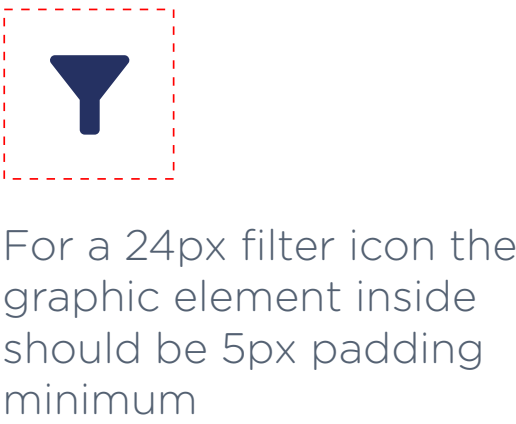 For a 24px filter icon the
graphic element inside
should be 5px padding
minimum